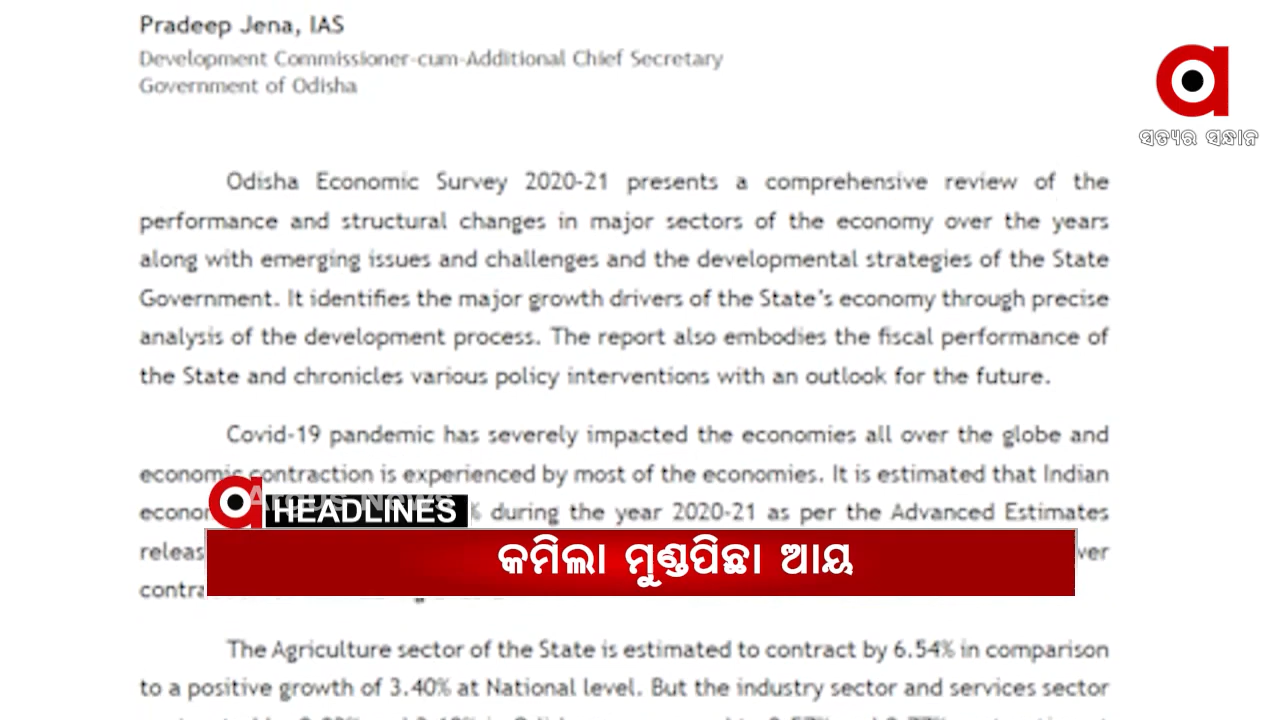 Pradeep Jena, IAS
Development Commissioner-cum-Additional Chief Secretary
Government of Odisha
ସତ୍ୟର ସନ୍ଧାନ
Odisha Economic Survey 2020-21 presents a comprehensive review of the
performance and structural changes in major sectors of the economy over the years
along with emerging issues and challenges and the developmental strategies of the State
Government. It identifies the major growth drivers of the State's economy through precise
analysis of the development process. The report also embodies the fiscal performance of
the State and chronicles various policy interventions with an outlook for the future.
Covid-19 pandemic has severely impacted the economies all over the globe and
economic contraction is experienced by most of the economies. It is estimated that Indian
% during the year 2020-21 as per the Advanced Estimates
Argus News
HEADLINES
କମିଲା ମୁଣ୍ଡପିଛା ଆୟ
The Agriculture sector of the State is estimated to contract by 6.54% in comparison
to a positive growth of 3.40% at National level. But the industry sector and services sector